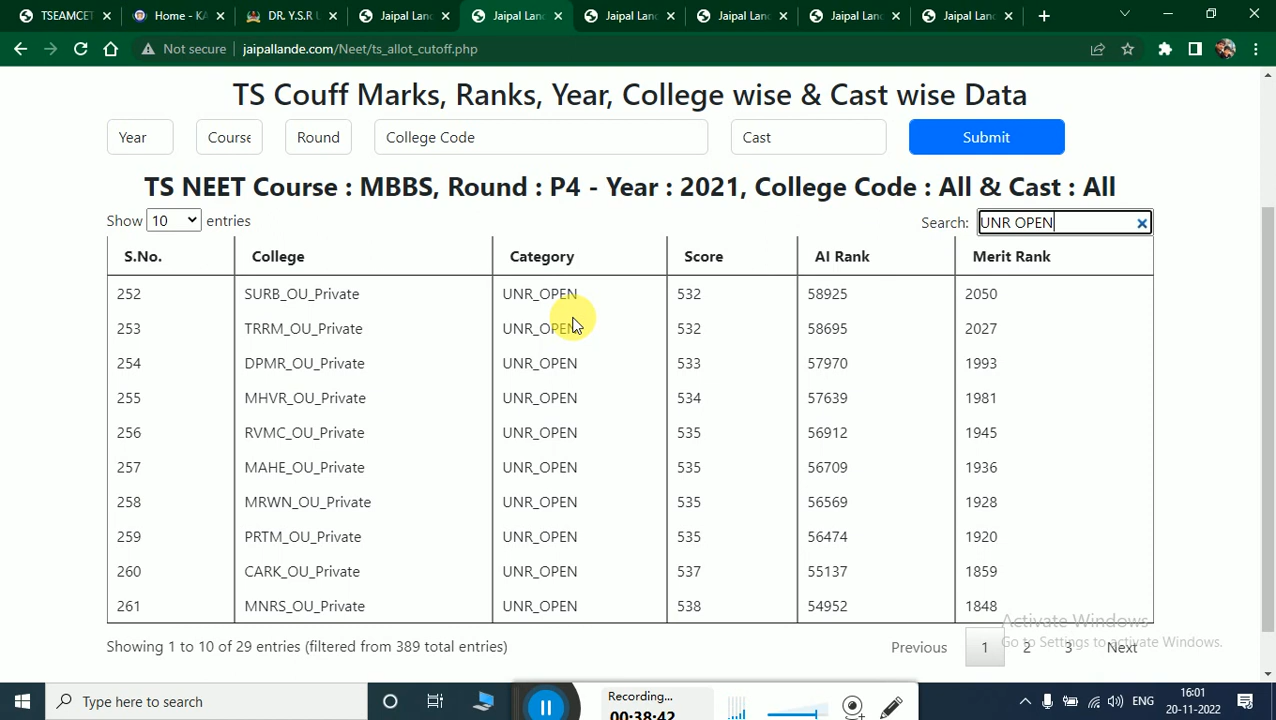 TSEAMCET Home - KA DR. Y.S.R U Jaipal Land Jaipal Land Jaipal Land Jaipal Land Jaipal Land Jaipal Land
Not secure jaipallande.com/Neet/ts_allot_cutoff.php
TS Couff Marks, Ranks, Year, College wise & Cast wise Data
Year Course Round College Code Cast Submit
TS NEET Course : MBBS, Round : P4 - Year : 2021, College Code : All & Cast : All
Show 10 entries Search: UNR OPEN
S.No. College Category Score AI Rank Merit Rank
252 SURB_OU_Private UNR_OPEN 532 58925 2050
253 TRRM_OU_Private UNR_OPEN 532 58695 2027
254 DPMR_OU_Private UNR_OPEN 533 57970 1993
255 MHVR_OU_Private UNR_OPEN 534 57639 1981
256 RVMC_OU_Private UNR_OPEN 535 56912 1945
257 MAHE_OU_Private UNR_OPEN 535 56709 1936
258 MRWN_OU_Private UNR_OPEN 535 56569 1928
259 PRTM_OU_Private UNR_OPEN 535 56474 1920
260 CARK_OU_Private UNR_OPEN 537 55137 1859
261 MNRS_OU_Private UNR_OPEN 538 54952 1848
Activate Windows
Go to Settings to activate Windows.
Showing 1 to 10 of 29 entries (filtered from 389 total entries) Previous 1 2 3 Next
Type here to search Recording... ENG 16:01
00:38:42 20-11-2022